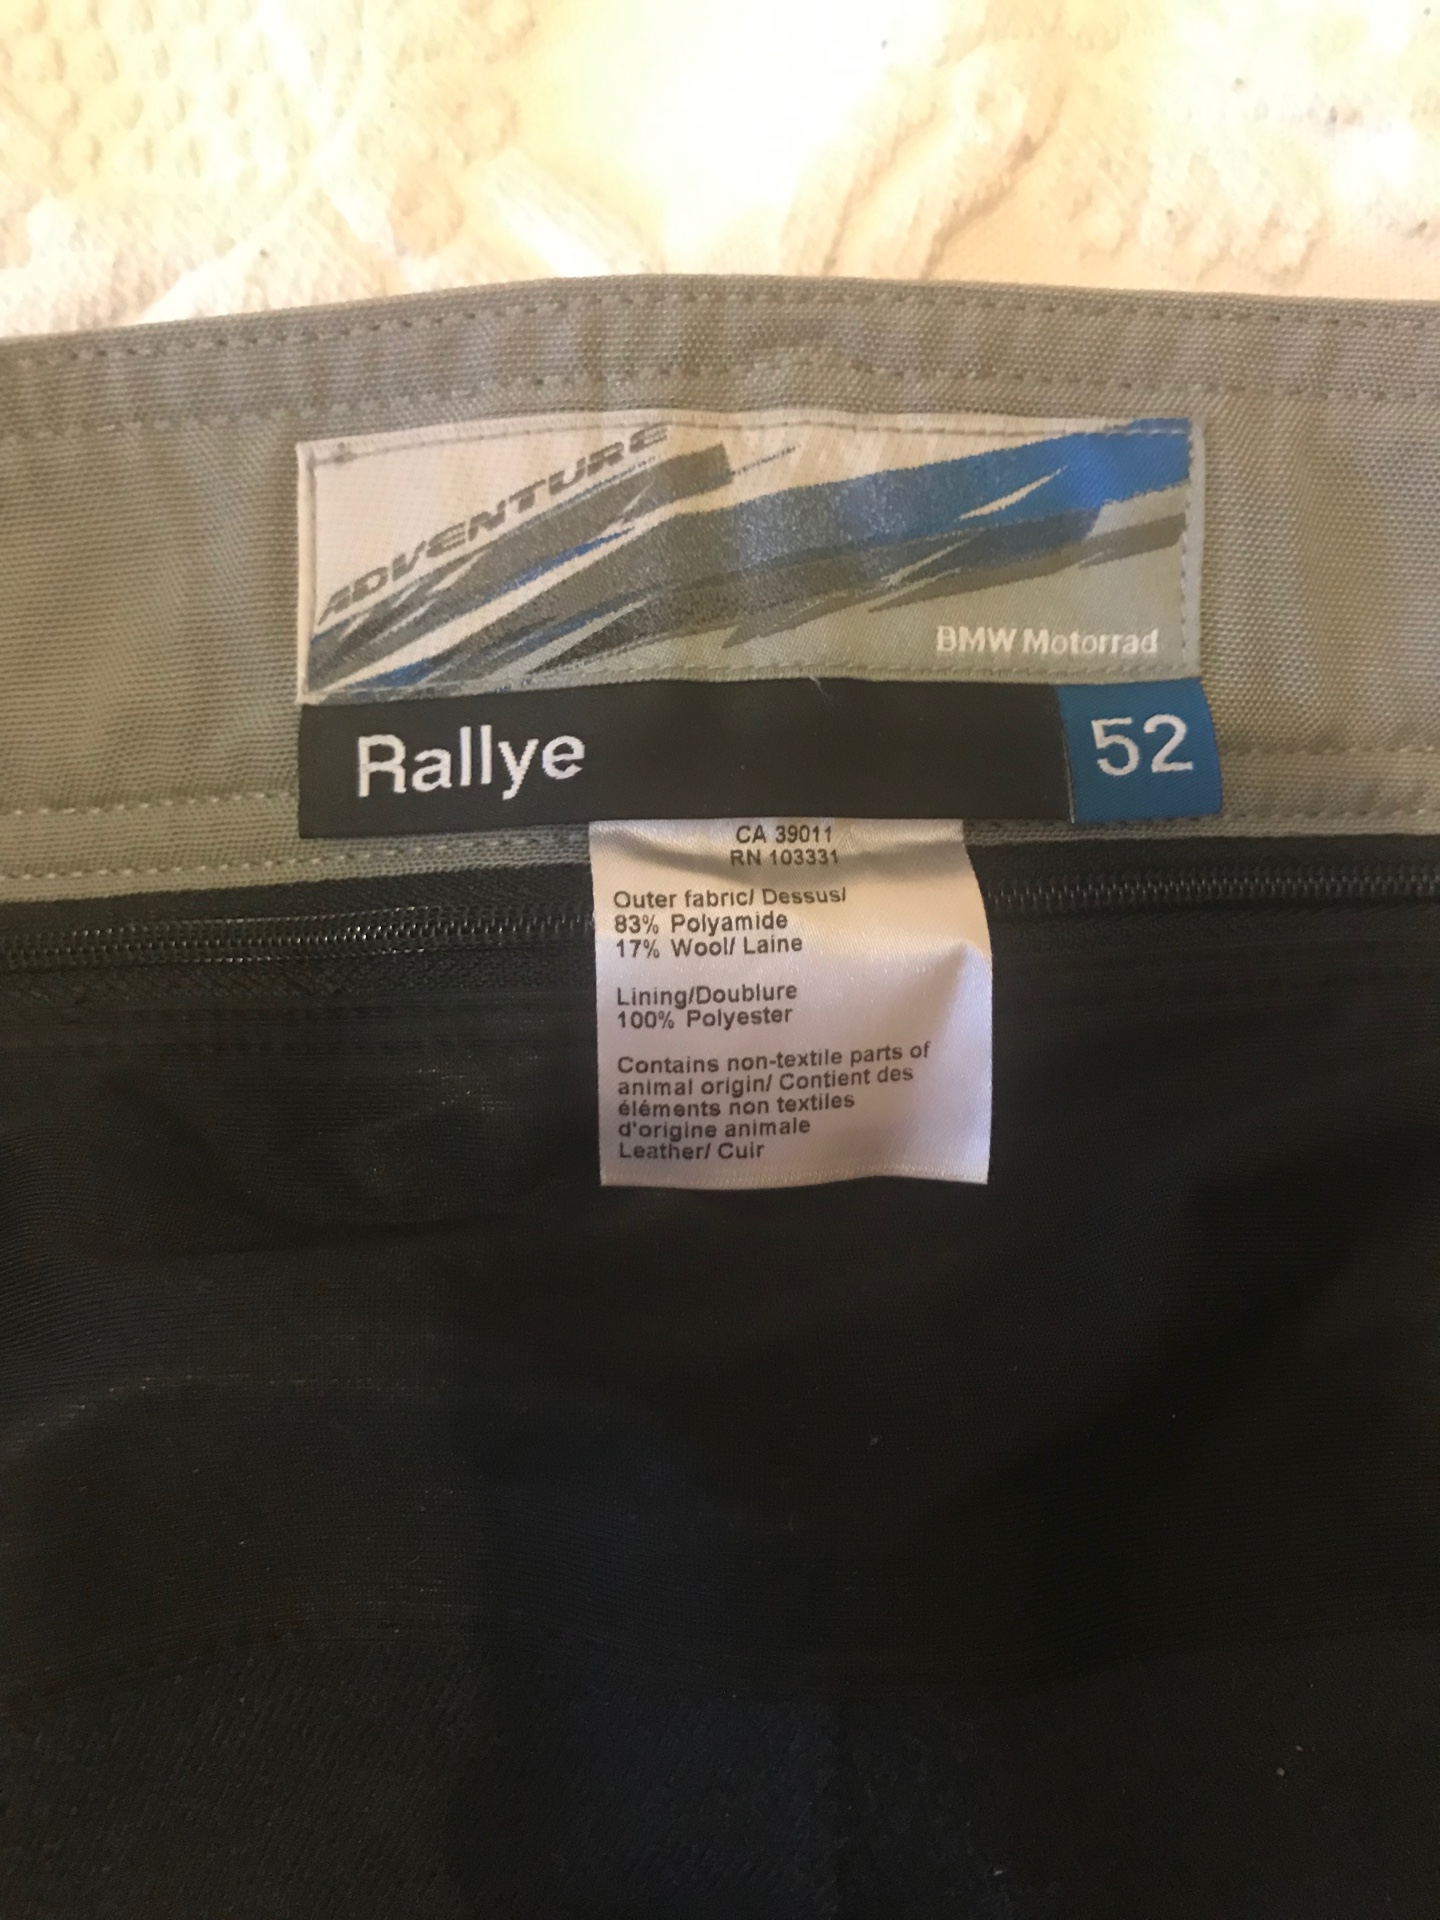 ADVENTURE
BMW Motorrad
Rallye 52
CA 39011
RN 103331
Outer fabric/ Dessus/
83% Polyamide
17% Wool/ Laine
Lining/Doublure
100% Polyester
Contains non-textile parts of
animal origin/ Contient des
éléments non textiles
d'origine animale
Leather/ Cuir